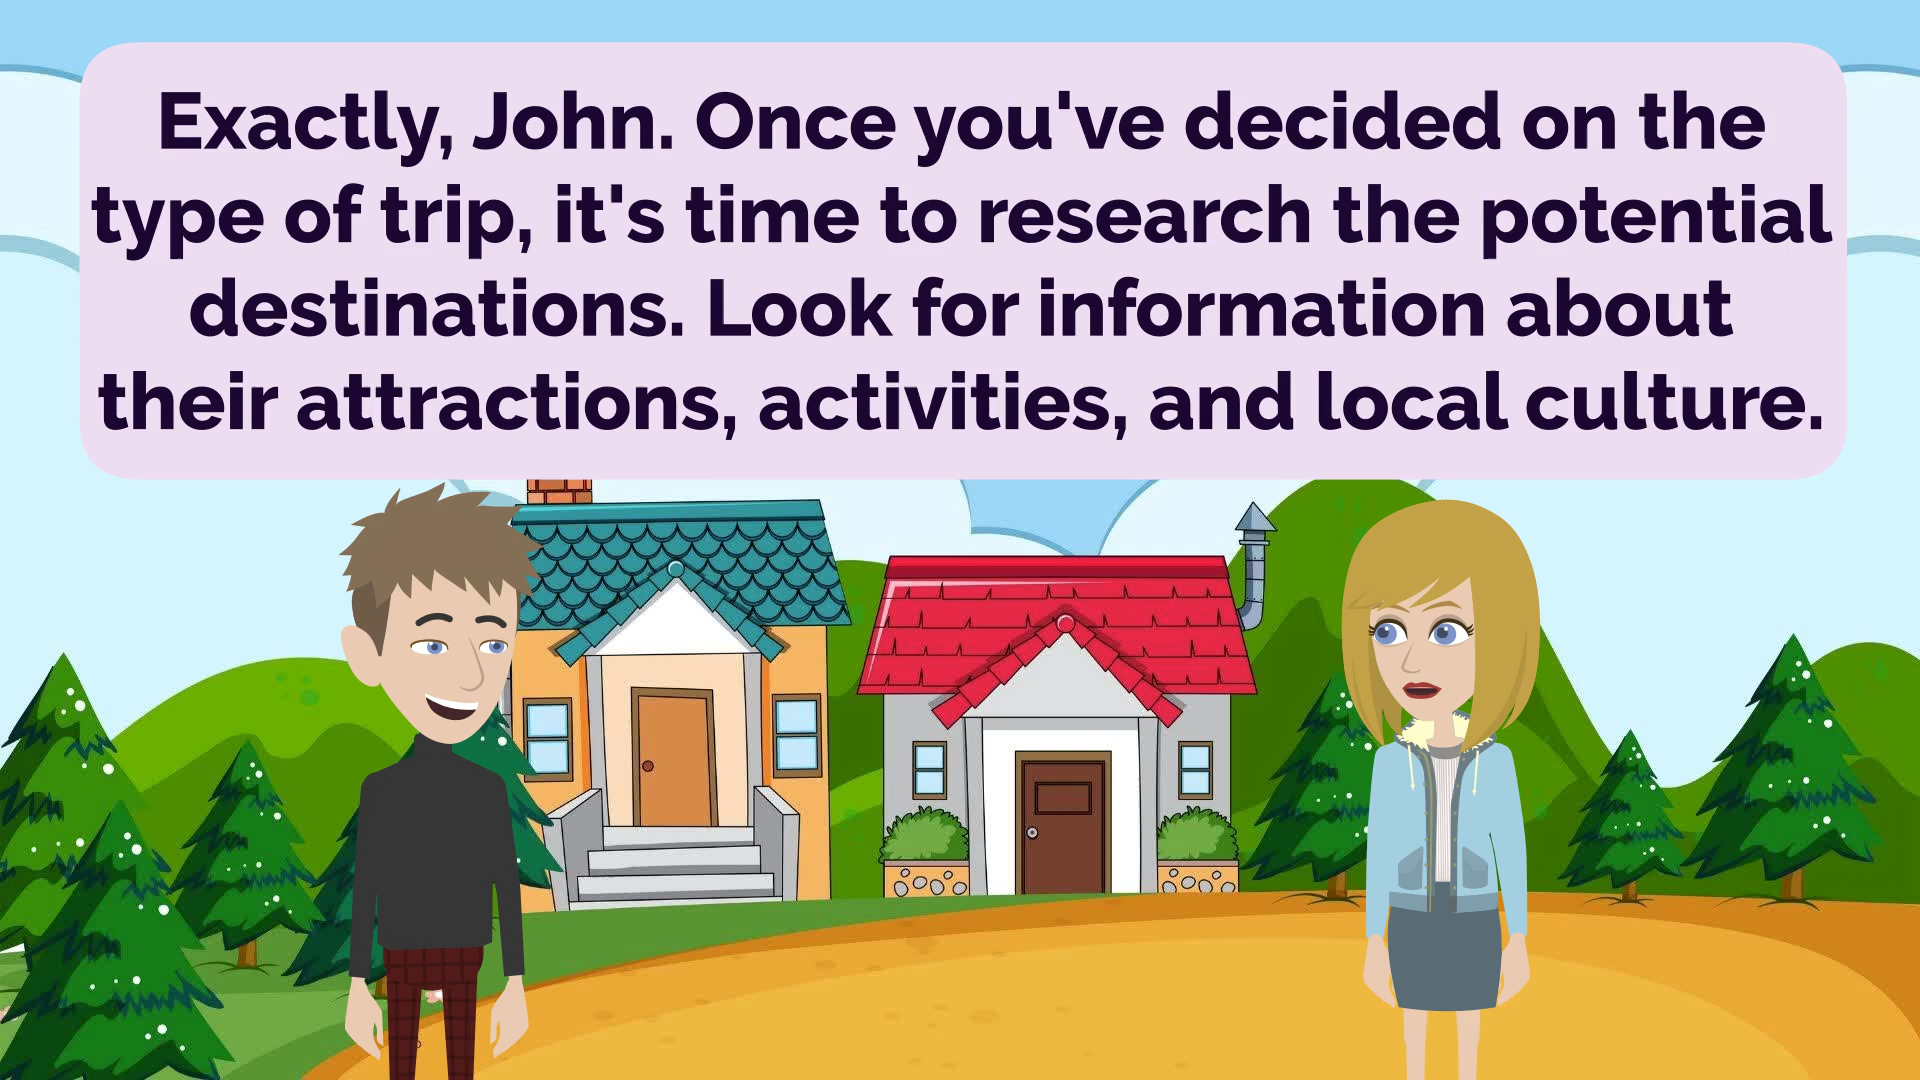 Exactly, John. Once you've decided on the
type of trip, it's time to research the potential
destinations. Look for information about
their attractions, activities, and local culture.